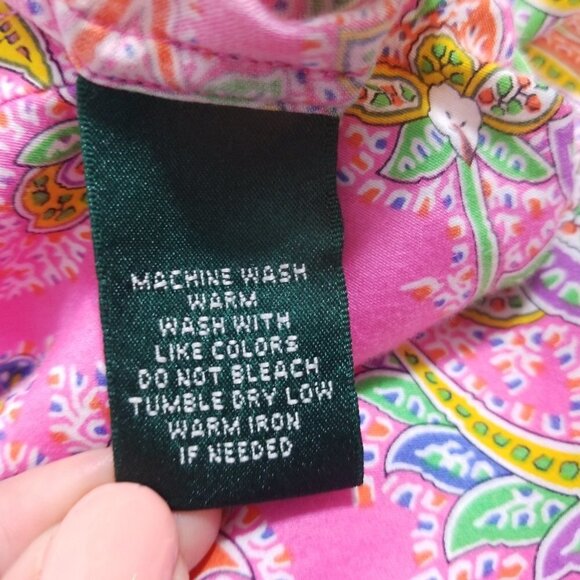 MACHINE WASH
WARM
WASH WITH
LIKE COLORS
DO NOT BLEACH
TUMBLE DRY LOW
WARM IRON
IF NEEDED